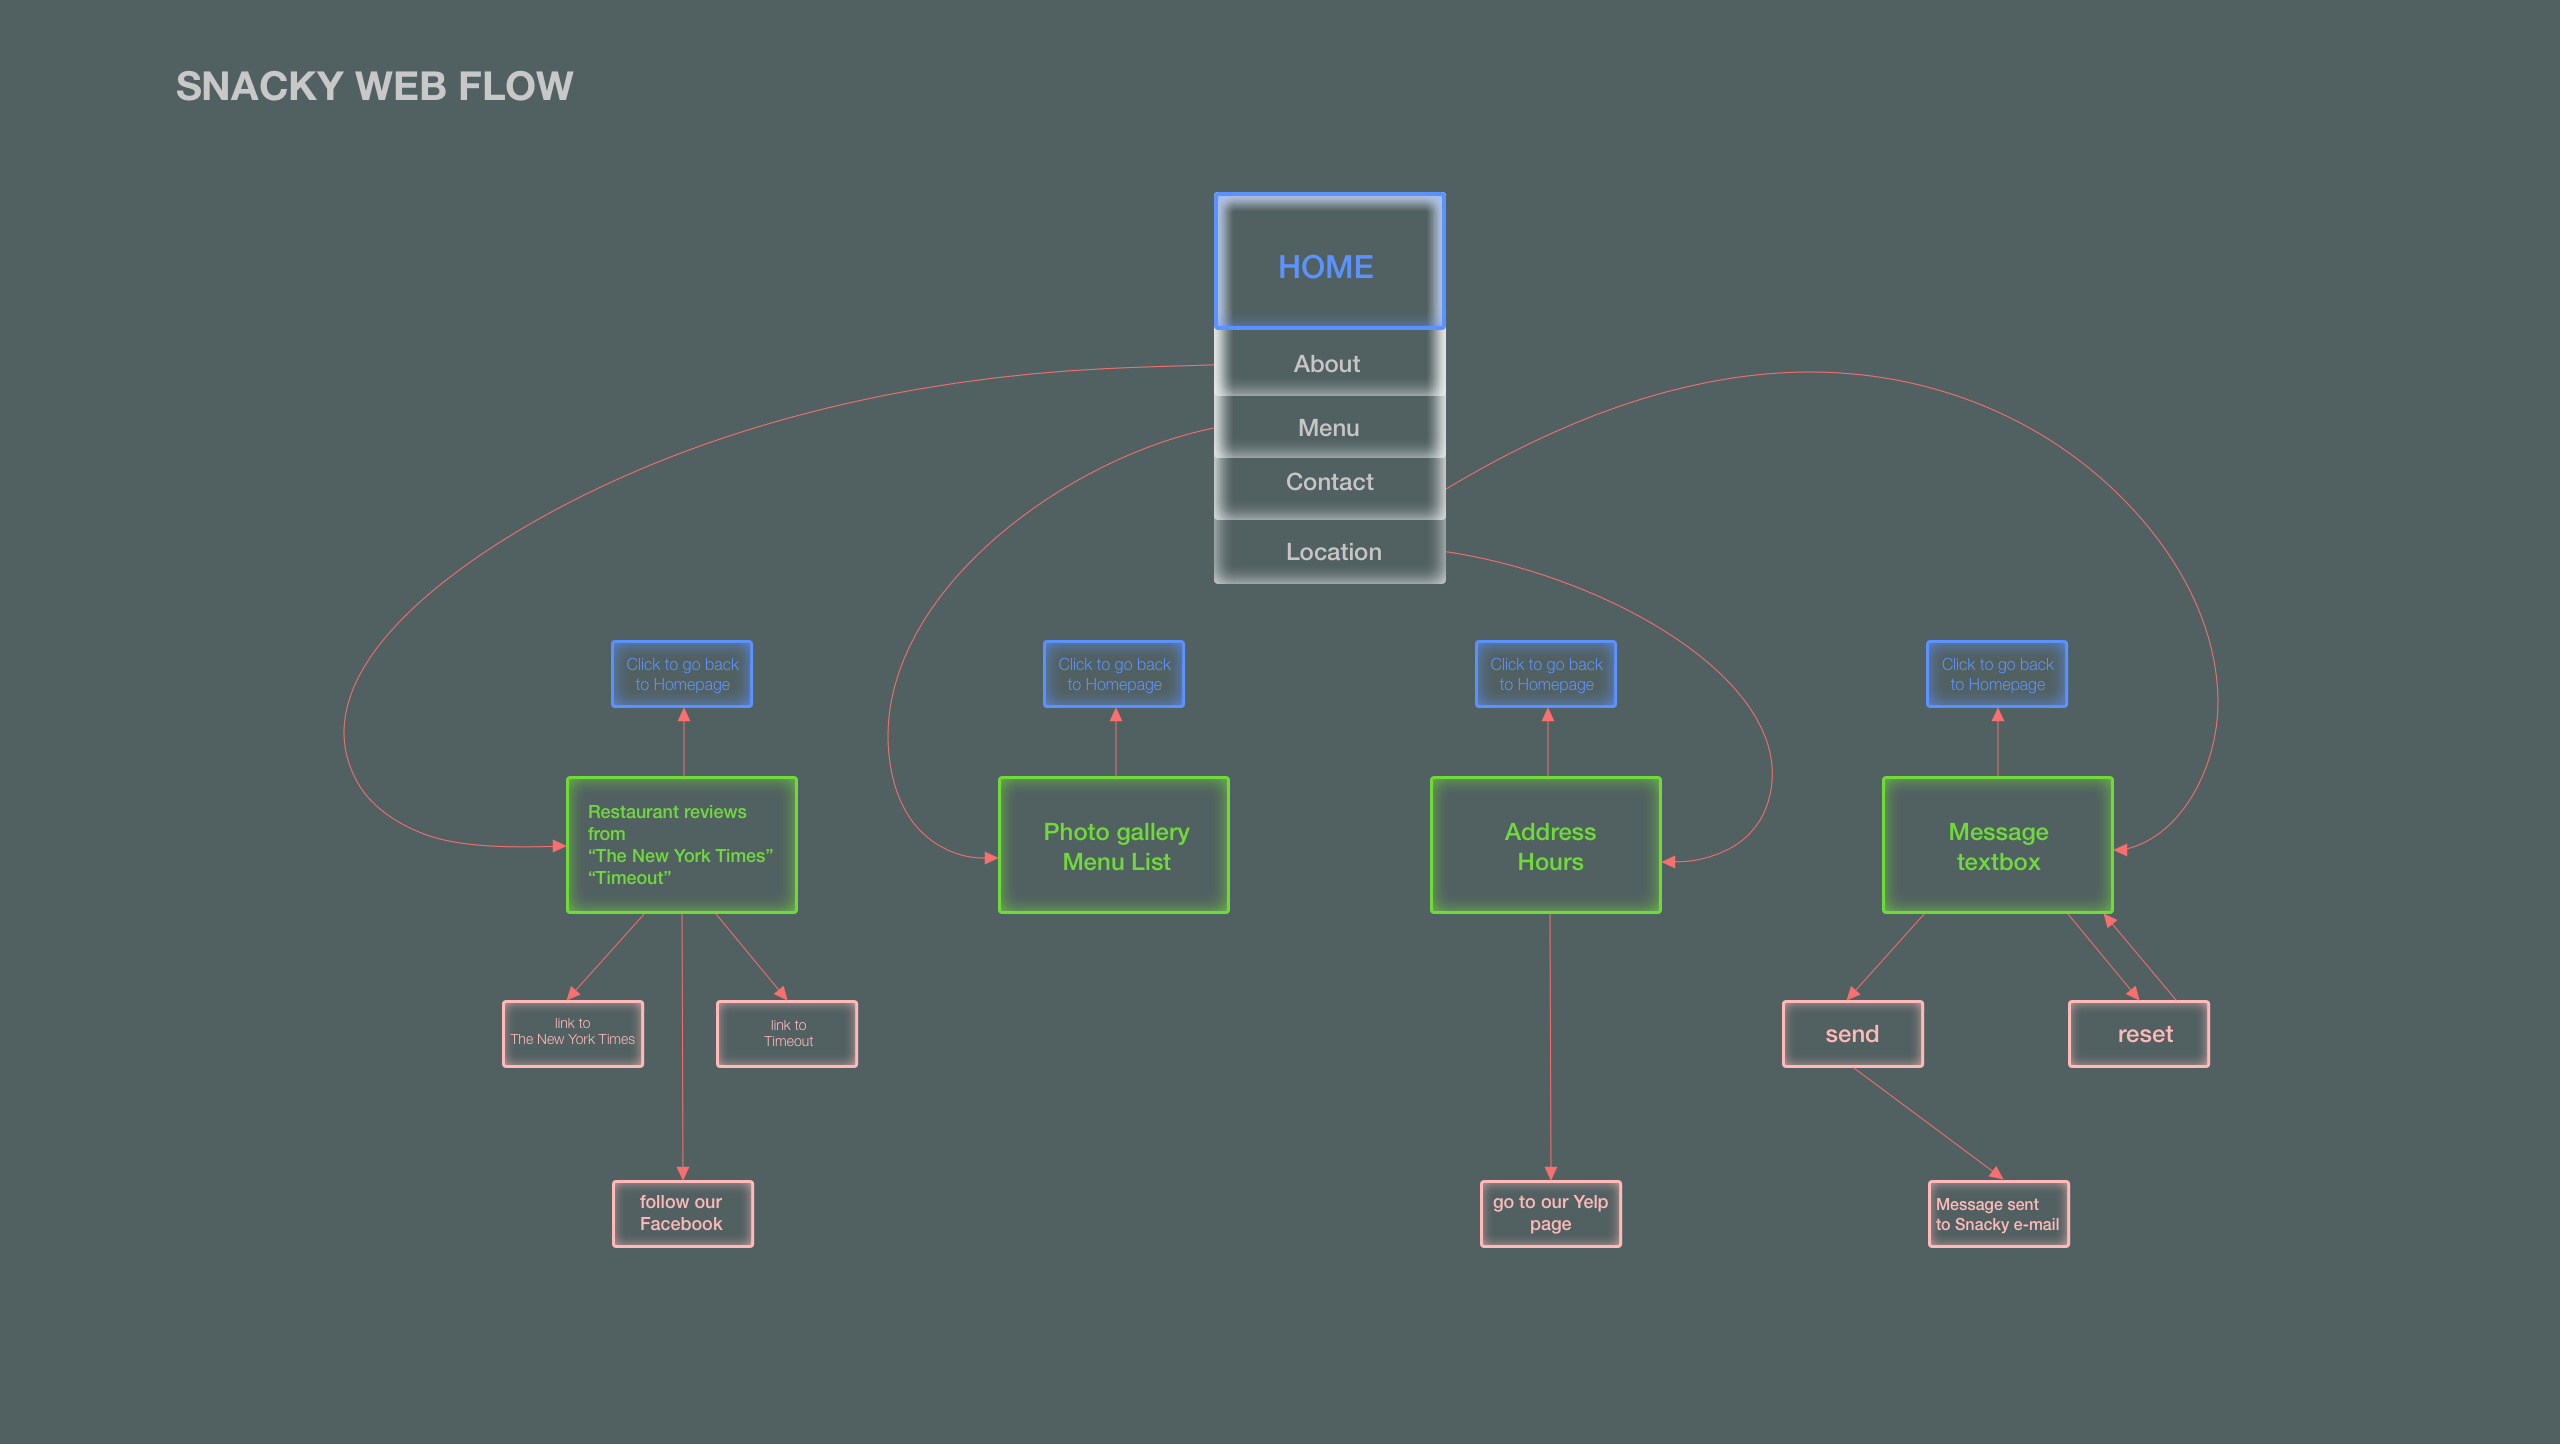 SNACKY WEB FLOW
HOME
About
Menu
Contact
Location
Click to go back
to Homepage
Click to go back
to Homepage
Click to go back
to Homepage
Click to go back
to Homepage
Restaurant reviews
from
“The New York Times”
“Timeout”
Photo gallery
Menu List
Address
Hours
Message
textbox
link to
The New York Times
link to
Timeout
send
reset
follow our
Facebook
go to our Yelp
page
Message sent
to Snacky e-mail